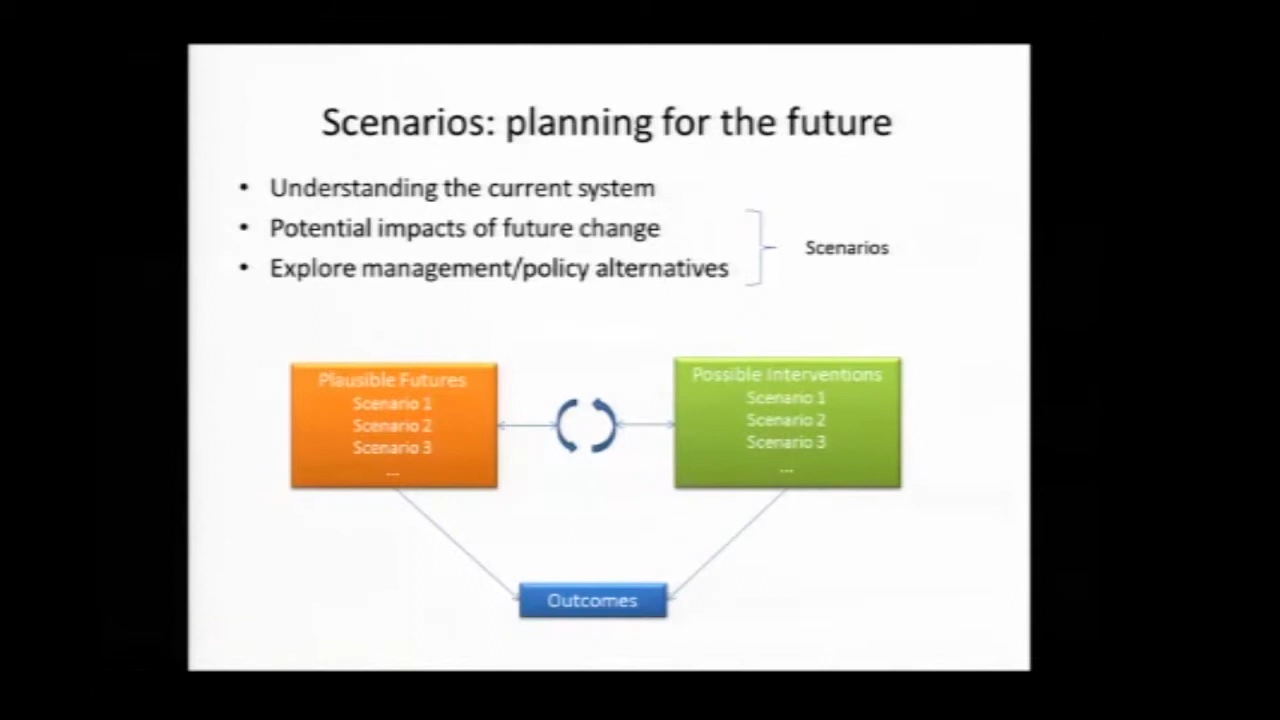 Scenarios: planning for the future
• Understanding the current system
• Potential impacts of future change
• Explore management/policy alternatives
Scenarios
Plausible Futures
Scenario 1
Scenario 2
Scenario 3
...
Possible Interventions
Scenario 1
Scenario 2
Scenario 3
...
Outcomes